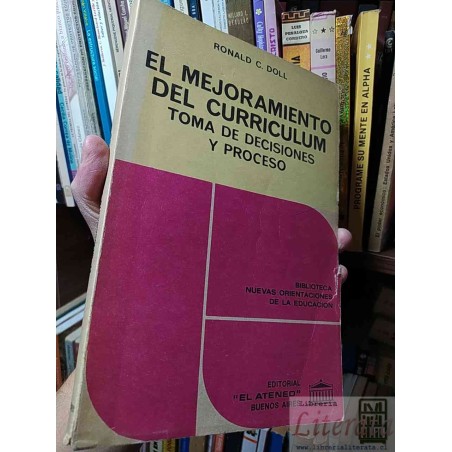 RONALD C. DOLL
EL MEJORAMIENTO
DEL CURRICULUM
TOMA DE DECISIONES
Y PROCESO
BIBLIOTECA
NUEVAS ORIENTACIONES
DE LA EDUCACION
EDITORIAL
"EL ATENEO"
BUENOS AIRES
PROGRAME SU MENTE EN ALPHA
Librería